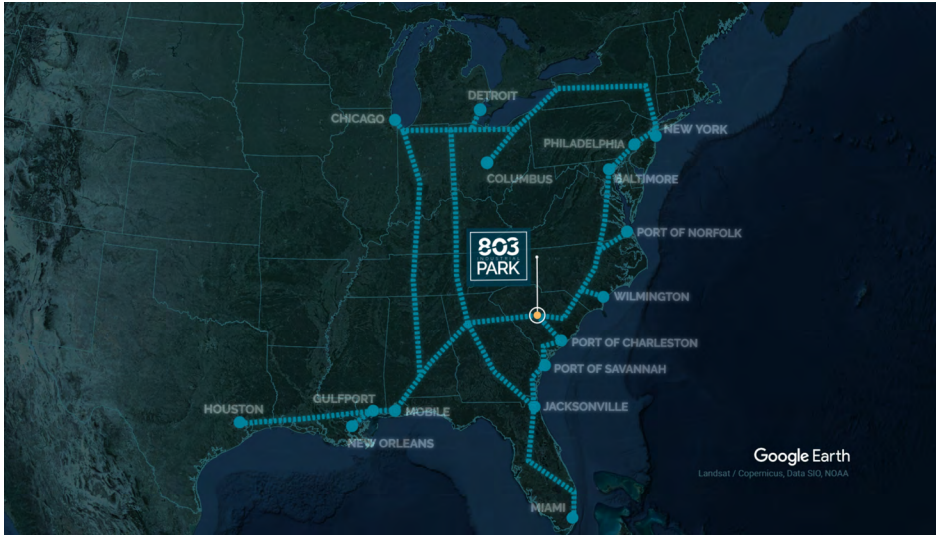 DETROIT
CHICAGO
NEW YORK
PHILADELPHIA
COLUMBUS
BALTIMORE
PORT OF NORFOLK
803
INDUSTRIAL
PARK
WILMINGTON
PORT OF CHARLESTON
PORT OF SAVANNAH
GULFPORT
HOUSTON
MOBILE
JACKSONVILLE
NEW ORLEANS
Google Earth
Landsat / Copernicus, Data SIO, NOAA
MIAMI